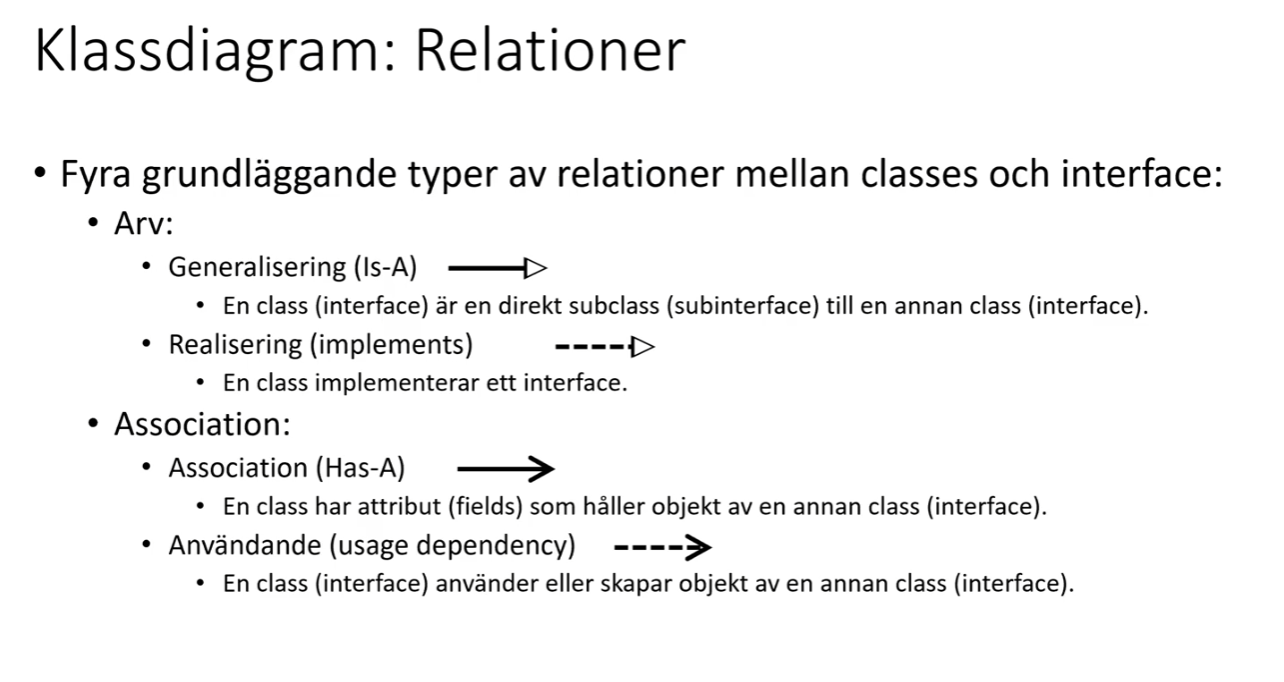 Klassdiagram: Relationer
• Fyra grundläggande typer av relationer mellan classes och interface:
• Arv:
• Generalisering (Is-A)
• En class (interface) är en direkt subclass (subinterface) till en annan class (interface).
• Realisering (implements)
• En class implementerar ett interface.
• Association:
• Association (Has-A)
• En class har attribut (fields) som håller objekt av en annan class (interface).
• Användande (usage dependency)
• En class (interface) använder eller skapar objekt av en annan class (interface).